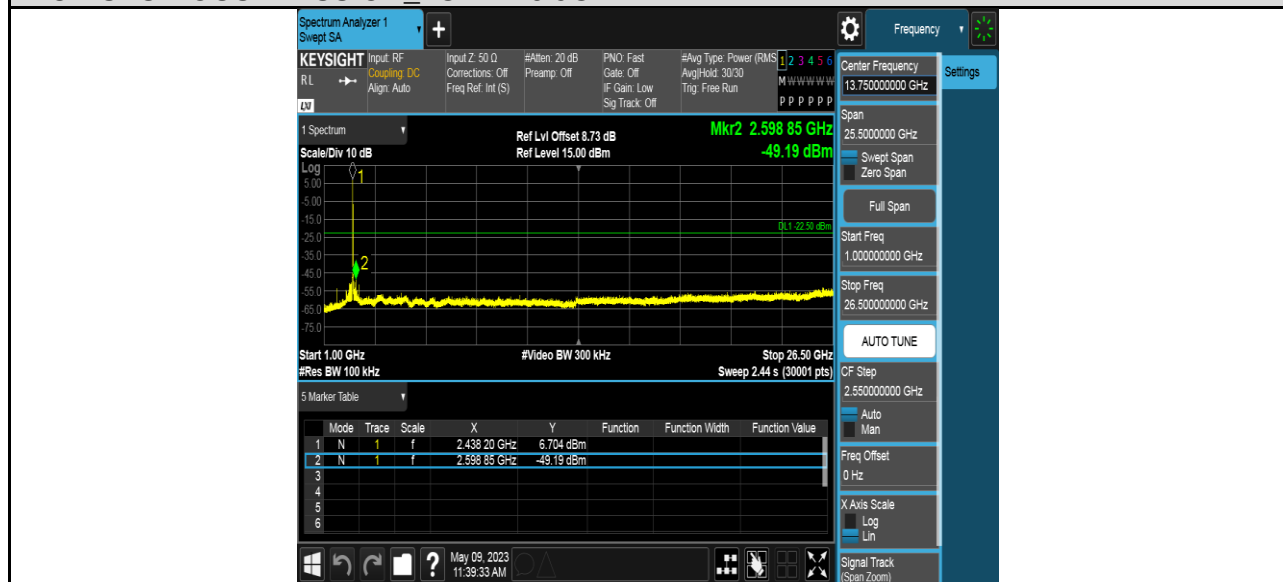 Spectrum Analyzer 1
Swept SA
+
Frequency
KEYSIGHT
RL
LXI
Input: RF
Coupling: DC
Align: Auto
Input Z: 50 Ω
Corrections: Off
Freq Ref: Int (S)
#Atten: 20 dB
Preamp: Off
PNO: Fast
Gate: Off
IF Gain: Low
Sig Track: Off
#Avg Type: Power (RMS
Avg|Hold: 30/30
Trig: Free Run
1 2 3 4 5 6
M W W W W W
P P P P P P
1 Spectrum
Scale/Div 10 dB
Ref Lvl Offset 8.73 dB
Ref Level 15.00 dBm
Mkr2 2.598 85 GHz
-49.19 dBm
Log
5.00
-5.00
-15.0
-25.0
-35.0
-45.0
-55.0
-65.0
-75.0
1
2
DL1 -22.50 dBm
Start 1.00 GHz
#Video BW 300 kHz
Stop 26.50 GHz
#Res BW 100 kHz
Sweep 2.44 s (30001 pts)
5 Marker Table
Mode Trace Scale X Y Function Function Width Function Value
1 N 1 f 2.438 20 GHz 6.704 dBm
2 N 1 f 2.598 85 GHz -49.19 dBm
3
4
5
6
?
May 09, 2023
11:39:33 AM
Center Frequency
13.750000000 GHz
Settings
Span
25.5000000 GHz
Swept Span
Zero Span
Full Span
Start Freq
1.000000000 GHz
Stop Freq
26.500000000 GHz
AUTO TUNE
CF Step
2.550000000 GHz
Auto
Man
Freq Offset
0 Hz
X Axis Scale
Log
Lin
Signal Track
(Span Zoom)